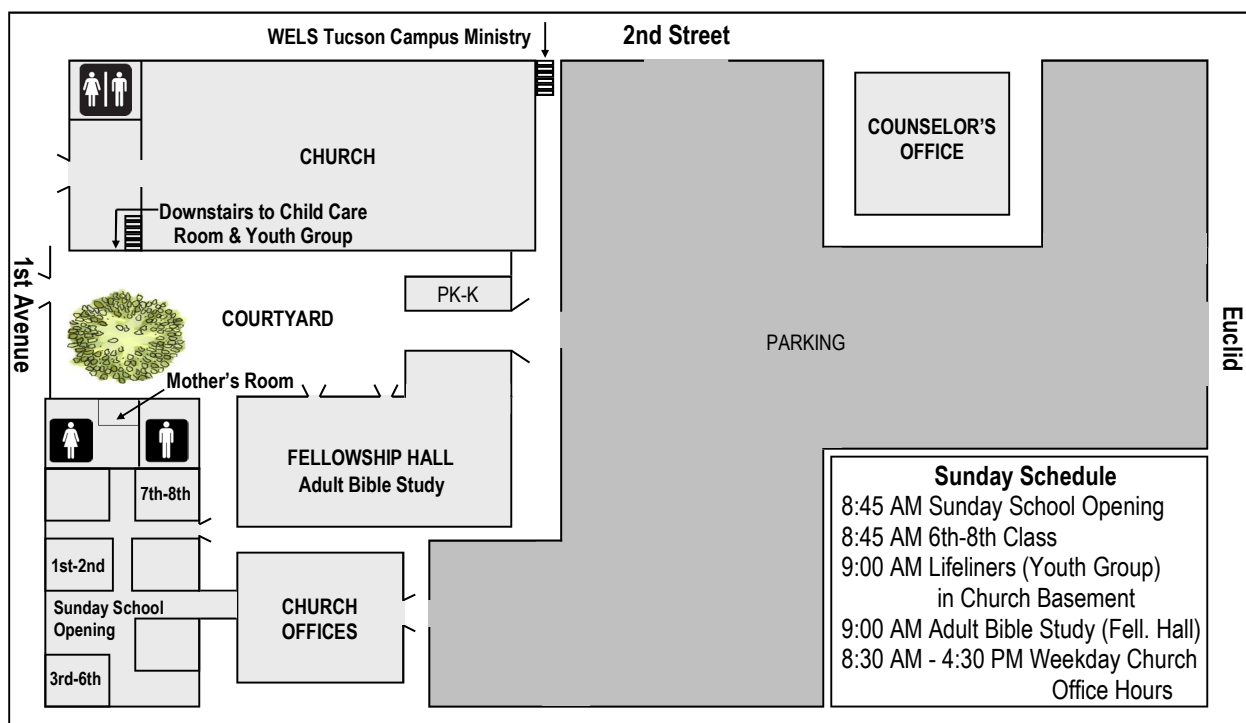 WELS Tucson Campus Ministry
2nd Street
COUNSELOR'S
OFFICE
CHURCH
Downstairs to Child Care
Room & Youth Group
1st Avenue
PK-K
COURTYARD
PARKING
Euclid
Mother's Room
FELLOWSHIP HALL
Adult Bible Study
7th-8th
1st-2nd
Sunday School
Opening
CHURCH
OFFICES
3rd-6th
Sunday Schedule
8:45 AM Sunday School Opening
8:45 AM 6th-8th Class
9:00 AM Lifeliners (Youth Group)
in Church Basement
9:00 AM Adult Bible Study (Fell. Hall)
8:30 AM - 4:30 PM Weekday Church
Office Hours